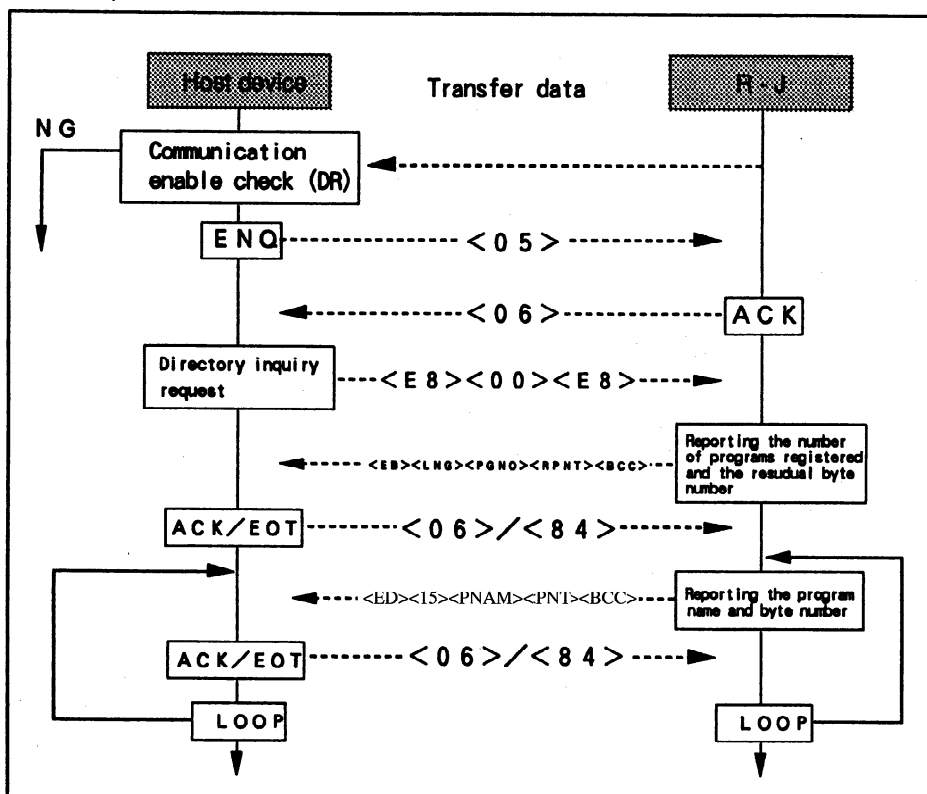 Host device
Transfer data
R-J
NG
Communication
enable check (DR)
ENQ
<05>
<06>
ACK
Directory inquiry
request
<E8><00><E8>
Reporting the number
of programs registered
and the resudual byte
number
<EB><LNG><PGNO><RPNT><BCC>
ACK/EOT
<06>/<84>
<ED><15><PNAM><PNT><BCC>
Reporting the program
name and byte number
ACK/EOT
<06>/<84>
LOOP
LOOP